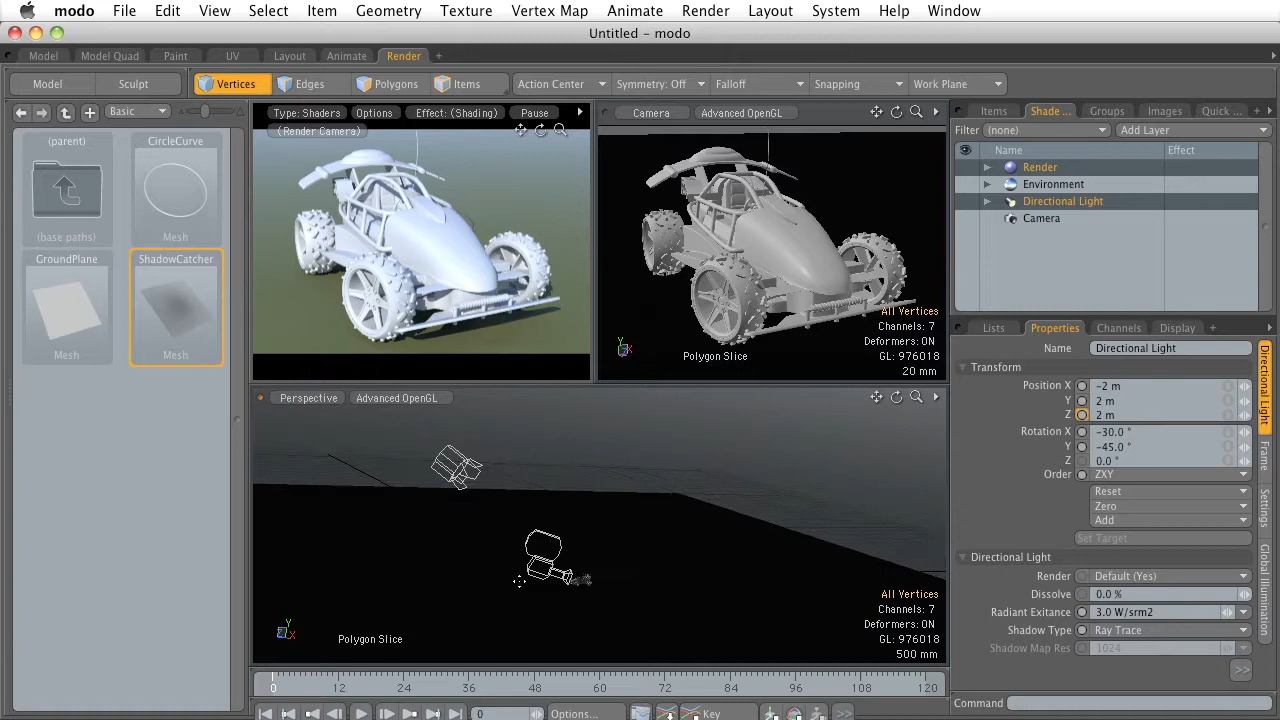 modo File Edit View Select Item Geometry Texture Vertex Map Animate Render Layout System Help Window
Untitled - modo
Model Model Quad Paint UV Layout Animate Render +
Model Sculpt Vertices Edges Polygons Items Action Center Symmetry: Off Falloff Snapping Work Plane
Basic
(parent) CircleCurve
(base paths) Mesh
GroundPlane ShadowCatcher
Mesh Mesh
Type: Shaders Options Effect: (Shading) Pause
(Render Camera)
Camera Advanced OpenGL
All Vertices
Channels: 7
Deformers: ON
GL: 976018
20 mm
Polygon Slice
Y Z X
Perspective Advanced OpenGL
All Vertices
Channels: 7
Deformers: ON
GL: 976018
500 mm
Polygon Slice
Y Z X
0 12 24 36 48 60 72 84 96 108 120
0 Options... Key >>
Items Shade ... Groups Images Quick ... +
Filter (none) Add Layer
Name Effect
Render
Environment
Directional Light
Camera
Lists Properties Channels Display +
Name Directional Light
Transform
Position X -2 m
Y 2 m
Z 2 m
Rotation X -30.0 °
Y -45.0 °
Z 0.0 °
Order ZXY
Reset
Zero
Add
Set Target
Directional Light
Render Default (Yes)
Dissolve 0.0 %
Radiant Exitance 3.0 W/srm2
Shadow Type Ray Trace
Shadow Map Res 1024
>>
Command
Directional Light
Frame
Settings
Global Illumination